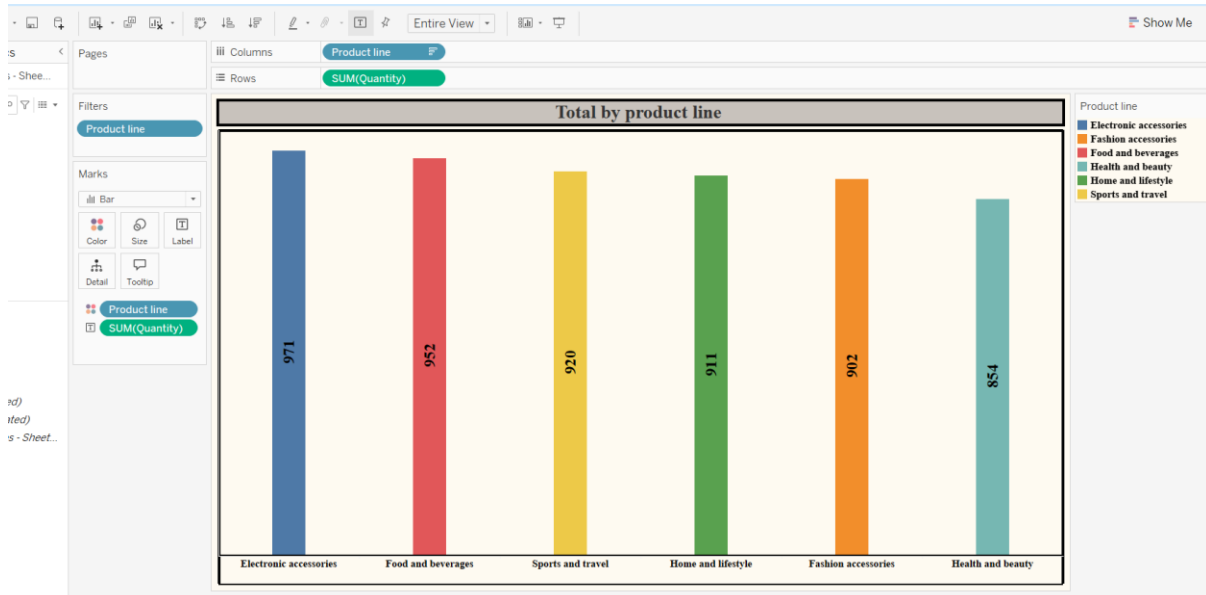 Entire View
Show Me
Pages
Columns
Product line
Rows
SUM(Quantity)
Filters
Product line
Marks
Bar
Color
Size
Label
Detail
Tooltip
Product line
SUM(Quantity)
Total by product line
971
952
920
911
902
854
Electronic accessories
Food and beverages
Sports and travel
Home and lifestyle
Fashion accessories
Health and beauty
Product line
Electronic accessories
Fashion accessories
Food and beverages
Health and beauty
Home and lifestyle
Sports and travel